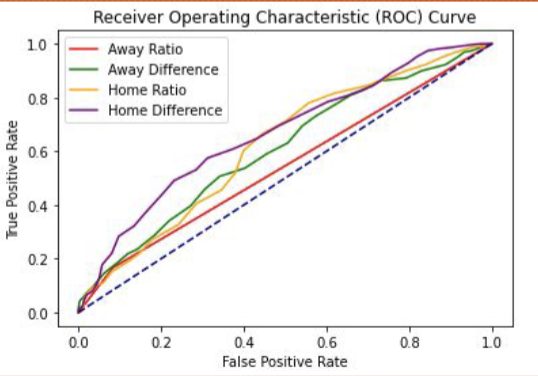 Receiver Operating Characteristic (ROC) Curve
Away Ratio
Away Difference
Home Ratio
Home Difference
True Positive Rate
1.0
0.8
0.6
0.4
0.2
0.0
0.0 0.2 0.4 0.6 0.8 1.0
False Positive Rate